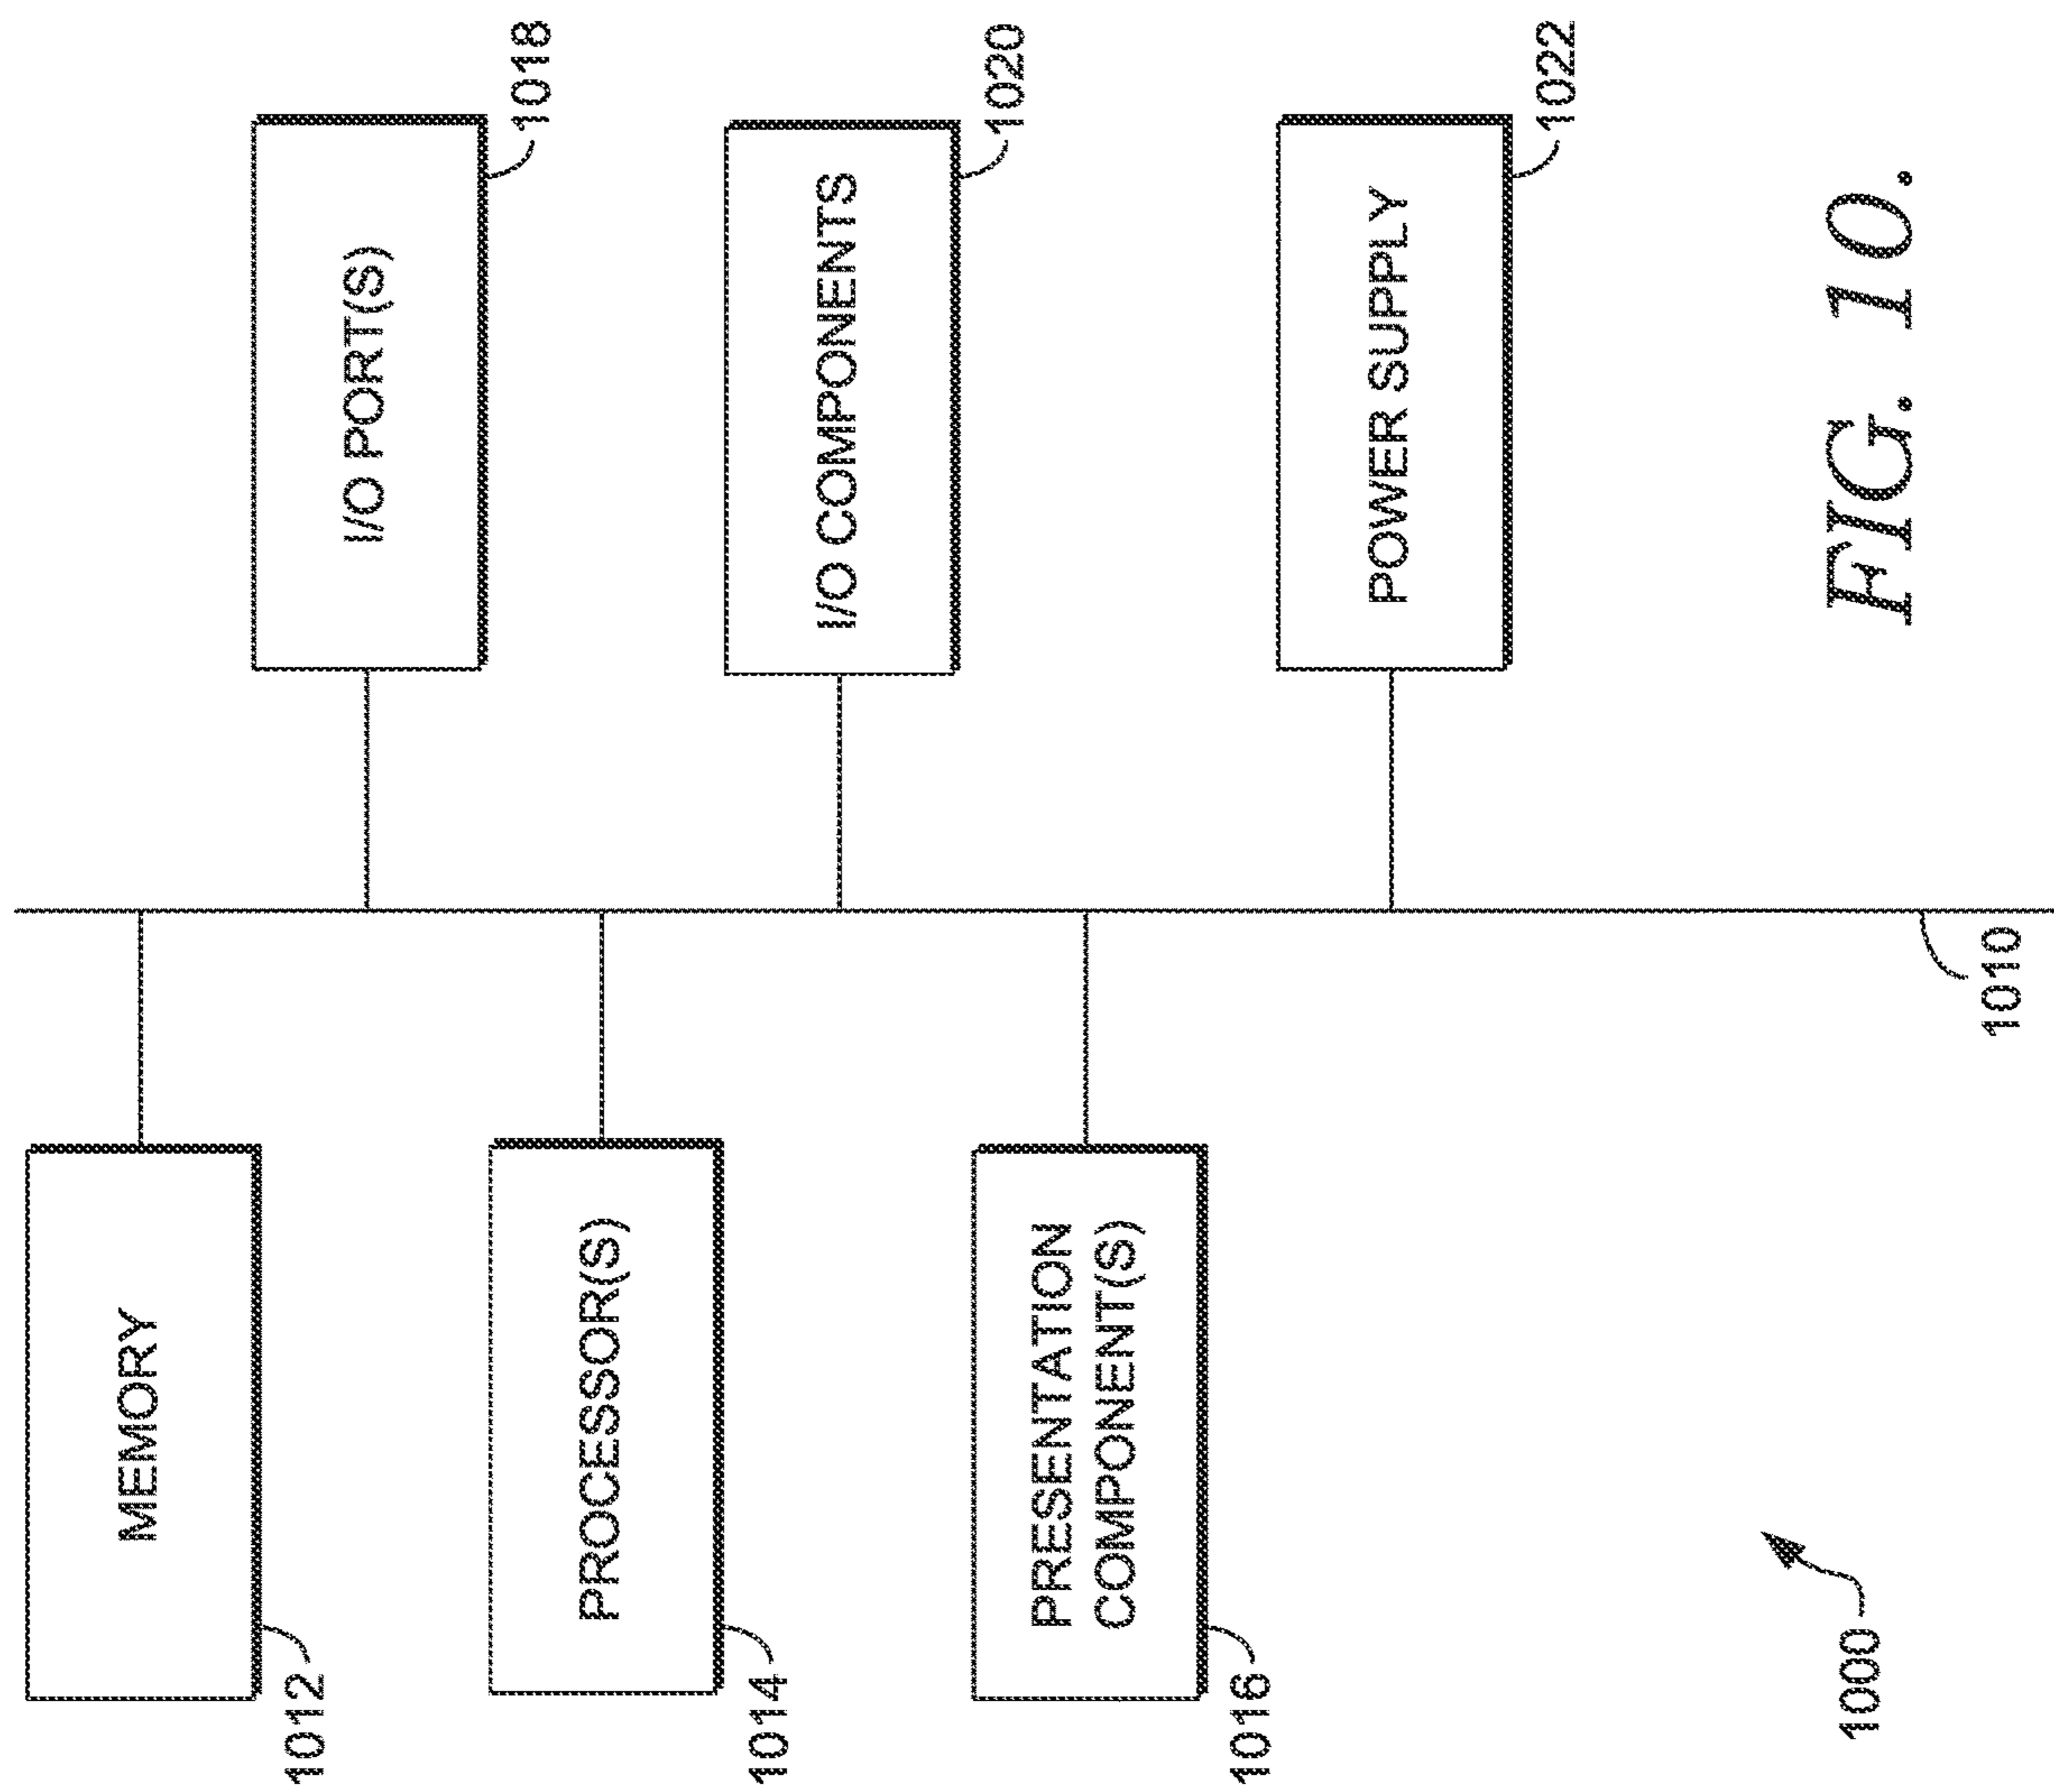 MEMORY
1012
PROCESSOR(S)
1014
PRESENTATION
COMPONENT(S)
1016
1000
I/O PORT(S)
1018
I/O COMPONENTS
1020
POWER SUPPLY
1022
1010
FIG. 10.